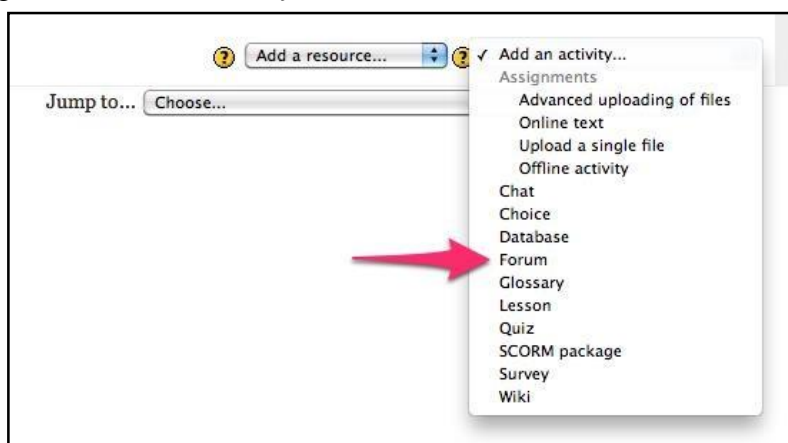 ? Add a resource... ? ✓ Add an activity...
Assignments
Advanced uploading of files
Jump to... Choose...
Online text
Upload a single file
Offline activity
Chat
Choice
Database
Forum
Glossary
Lesson
Quiz
SCORM package
Survey
Wiki